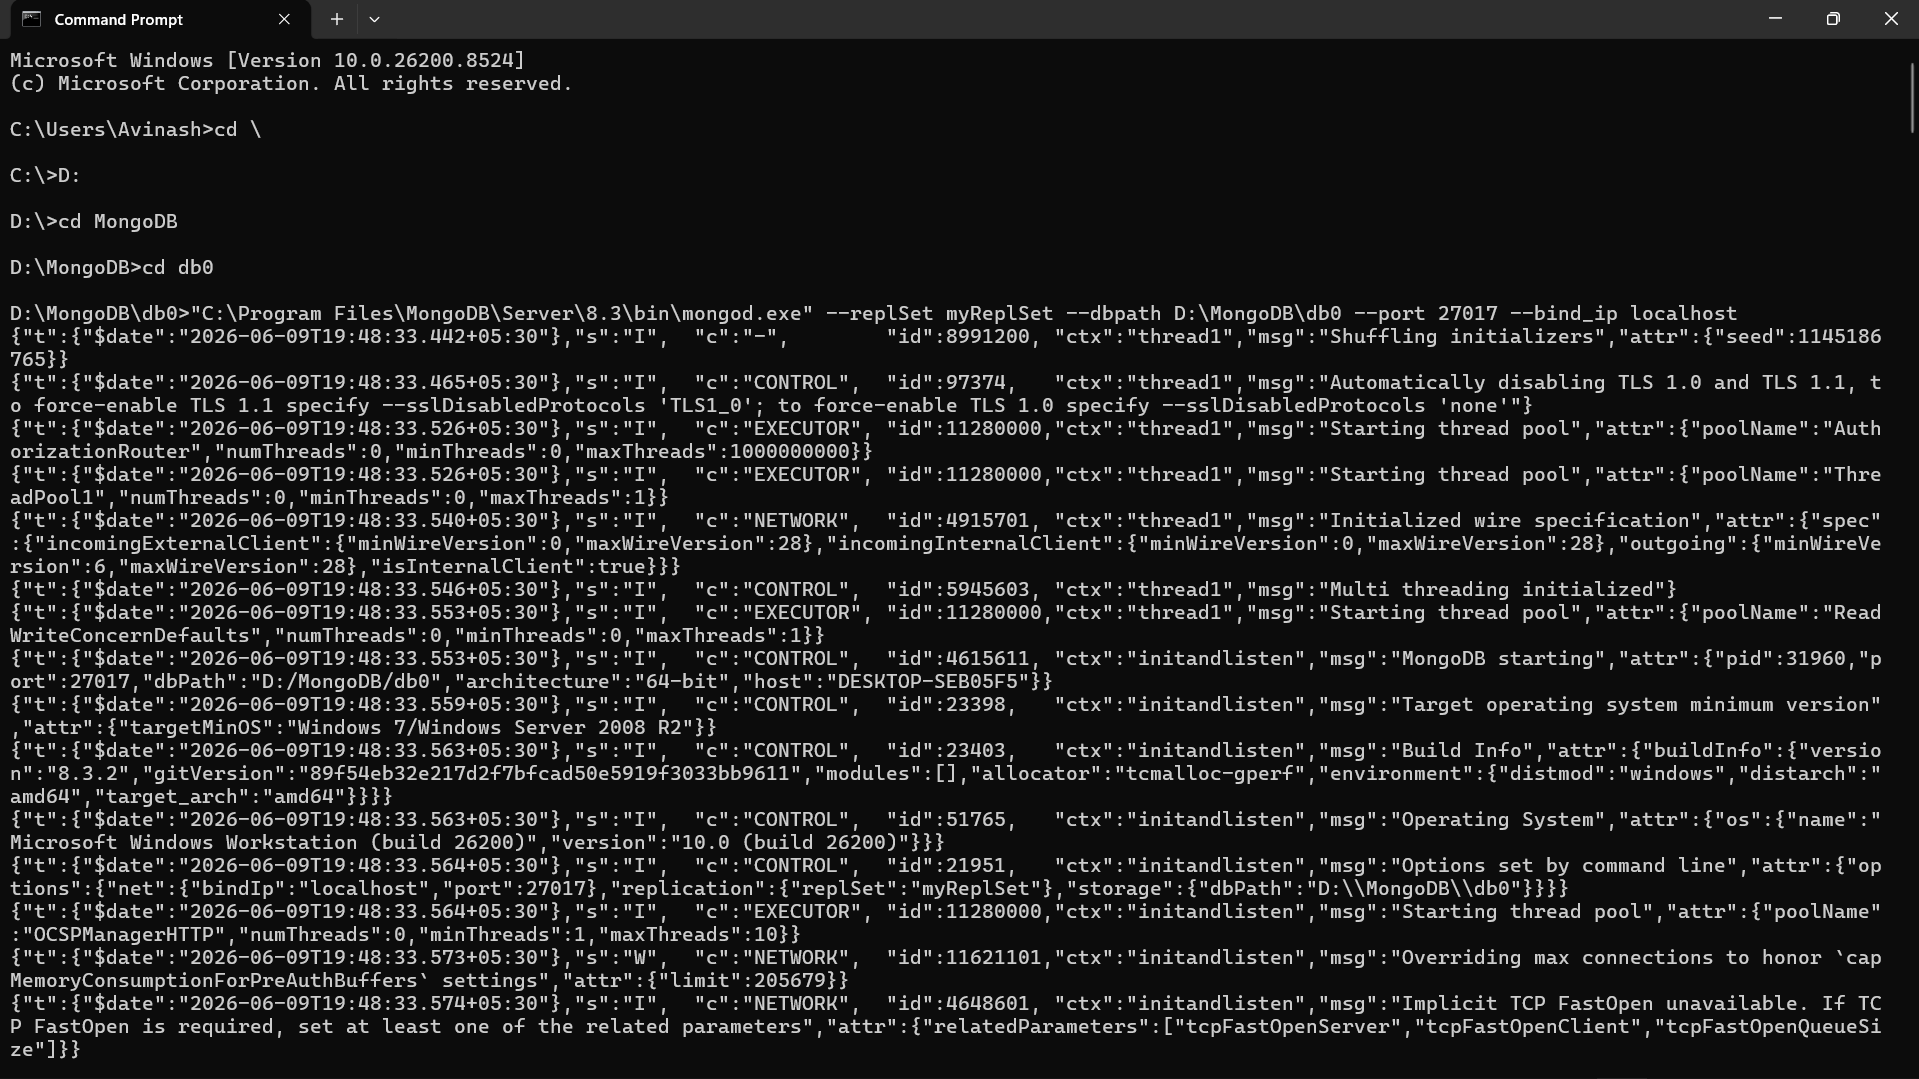 Command Prompt
Microsoft Windows [Version 10.0.26200.8524]
(c) Microsoft Corporation. All rights reserved.
C:\Users\Avinash>cd \
C:\>D:
D:\>cd MongoDB
D:\MongoDB>cd db0
D:\MongoDB\db0>"C:\Program Files\MongoDB\Server\8.3\bin\mongod.exe" --replSet myReplSet --dbpath D:\MongoDB\db0 --port 27017 --bind_ip localhost
{"t":{"$date":"2026-06-09T19:48:33.442+05:30"},"s":"I",  "c":"-",        "id":8991200, "ctx":"thread1","msg":"Shuffling initializers","attr":{"seed":1145186
765}}
{"t":{"$date":"2026-06-09T19:48:33.465+05:30"},"s":"I",  "c":"CONTROL",  "id":97374,   "ctx":"thread1","msg":"Automatically disabling TLS 1.0 and TLS 1.1, t
o force-enable TLS 1.1 specify --sslDisabledProtocols 'TLS1_0'; to force-enable TLS 1.0 specify --sslDisabledProtocols 'none'"}
{"t":{"$date":"2026-06-09T19:48:33.526+05:30"},"s":"I",  "c":"EXECUTOR", "id":11280000,"ctx":"thread1","msg":"Starting thread pool","attr":{"poolName":"Auth
orizationRouter","numThreads":0,"minThreads":0,"maxThreads":1000000000}}
{"t":{"$date":"2026-06-09T19:48:33.526+05:30"},"s":"I",  "c":"EXECUTOR", "id":11280000,"ctx":"thread1","msg":"Starting thread pool","attr":{"poolName":"Thre
adPool1","numThreads":0,"minThreads":0,"maxThreads":1}}
{"t":{"$date":"2026-06-09T19:48:33.540+05:30"},"s":"I",  "c":"NETWORK",  "id":4915701, "ctx":"thread1","msg":"Initialized wire specification","attr":{"spec"
:{"incomingExternalClient":{"minWireVersion":0,"maxWireVersion":28},"incomingInternalClient":{"minWireVersion":0,"maxWireVersion":28},"outgoing":{"minWireVe
rsion":6,"maxWireVersion":28},"isInternalClient":true}}}
{"t":{"$date":"2026-06-09T19:48:33.546+05:30"},"s":"I",  "c":"CONTROL",  "id":5945603, "ctx":"thread1","msg":"Multi threading initialized"}
{"t":{"$date":"2026-06-09T19:48:33.553+05:30"},"s":"I",  "c":"EXECUTOR", "id":11280000,"ctx":"thread1","msg":"Starting thread pool","attr":{"poolName":"Read
WriteConcernDefaults","numThreads":0,"minThreads":0,"maxThreads":1}}
{"t":{"$date":"2026-06-09T19:48:33.553+05:30"},"s":"I",  "c":"CONTROL",  "id":4615611, "ctx":"initandlisten","msg":"MongoDB starting","attr":{"pid":31960,"p
ort":27017,"dbPath":"D:/MongoDB/db0","architecture":"64-bit","host":"DESKTOP-SEB05F5"}}
{"t":{"$date":"2026-06-09T19:48:33.559+05:30"},"s":"I",  "c":"CONTROL",  "id":23398,   "ctx":"initandlisten","msg":"Target operating system minimum version"
,"attr":{"targetMinOS":"Windows 7/Windows Server 2008 R2"}}
{"t":{"$date":"2026-06-09T19:48:33.563+05:30"},"s":"I",  "c":"CONTROL",  "id":23403,   "ctx":"initandlisten","msg":"Build Info","attr":{"buildInfo":{"versio
n":"8.3.2","gitVersion":"89f54eb32e217d2f7bfcad50e5919f3033bb9611","modules":[],"allocator":"tcmalloc-gperf","environment":{"distmod":"windows","distarch":"
amd64","target_arch":"amd64"}}}}
{"t":{"$date":"2026-06-09T19:48:33.563+05:30"},"s":"I",  "c":"CONTROL",  "id":51765,   "ctx":"initandlisten","msg":"Operating System","attr":{"os":{"name":"
Microsoft Windows Workstation (build 26200)","version":"10.0 (build 26200)"}}}
{"t":{"$date":"2026-06-09T19:48:33.564+05:30"},"s":"I",  "c":"CONTROL",  "id":21951,   "ctx":"initandlisten","msg":"Options set by command line","attr":{"op
tions":{"net":{"bindIp":"localhost","port":27017},"replication":{"replSet":"myReplSet"},"storage":{"dbPath":"D:\\MongoDB\\db0"}}}}
{"t":{"$date":"2026-06-09T19:48:33.564+05:30"},"s":"I",  "c":"EXECUTOR", "id":11280000,"ctx":"initandlisten","msg":"Starting thread pool","attr":{"poolName"
:"OCSPManagerHTTP","numThreads":0,"minThreads":1,"maxThreads":10}}
{"t":{"$date":"2026-06-09T19:48:33.573+05:30"},"s":"W",  "c":"NETWORK",  "id":11621101,"ctx":"initandlisten","msg":"Overriding max connections to honor `cap
MemoryConsumptionForPreAuthBuffers` settings","attr":{"limit":205679}}
{"t":{"$date":"2026-06-09T19:48:33.574+05:30"},"s":"I",  "c":"NETWORK",  "id":4648601, "ctx":"initandlisten","msg":"Implicit TCP FastOpen unavailable. If TC
P FastOpen is required, set at least one of the related parameters","attr":{"relatedParameters":["tcpFastOpenServer","tcpFastOpenClient","tcpFastOpenQueueSi
ze"]}}